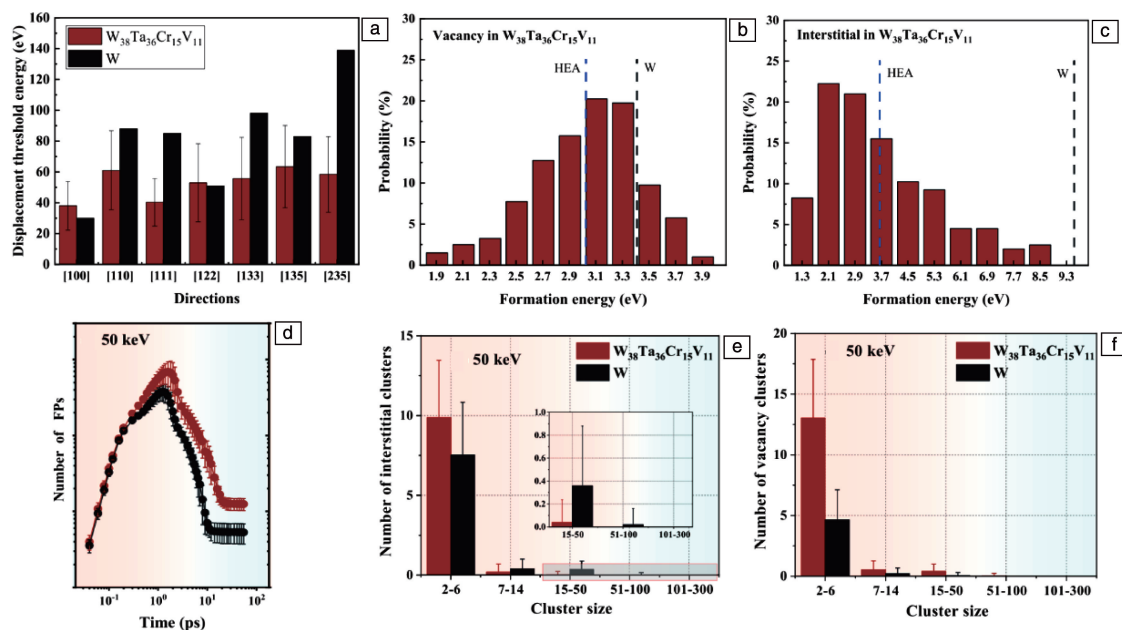 160
140
120
100
80
60
40
20
0
Displacement threshold energy (eV)
W38Ta36Cr15V11
W
[100] [110] [111] [122] [133] [135] [235]
Directions
a
25
20
15
10
5
0
Probability (%)
Vacancy in W38Ta36Cr15V11
HEA
W
1.9 2.1 2.3 2.5 2.7 2.9 3.1 3.3 3.5 3.7 3.9
Formation energy (eV)
b
25
20
15
10
5
0
Probability (%)
Interstitial in W38Ta36Cr15V11
HEA
W
1.3 2.1 2.9 3.7 4.5 5.3 6.1 6.9 7.7 8.5 9.3
Formation energy (eV)
c
50 keV
Number of FPs
10⁻¹ 10⁰ 10¹ 10²
Time (ps)
d
15
10
5
0
Number of interstitial clusters
50 keV
W38Ta36Cr15V11
W
1.0
0.8
0.6
0.4
0.2
0.0
15-50 51-100 101-300
2-6 7-14 15-50 51-100 101-300
Cluster size
e
20
15
10
5
0
Number of vacancy clusters
50 keV
W38Ta36Cr15V11
W
2-6 7-14 15-50 51-100 101-300
Cluster size
f